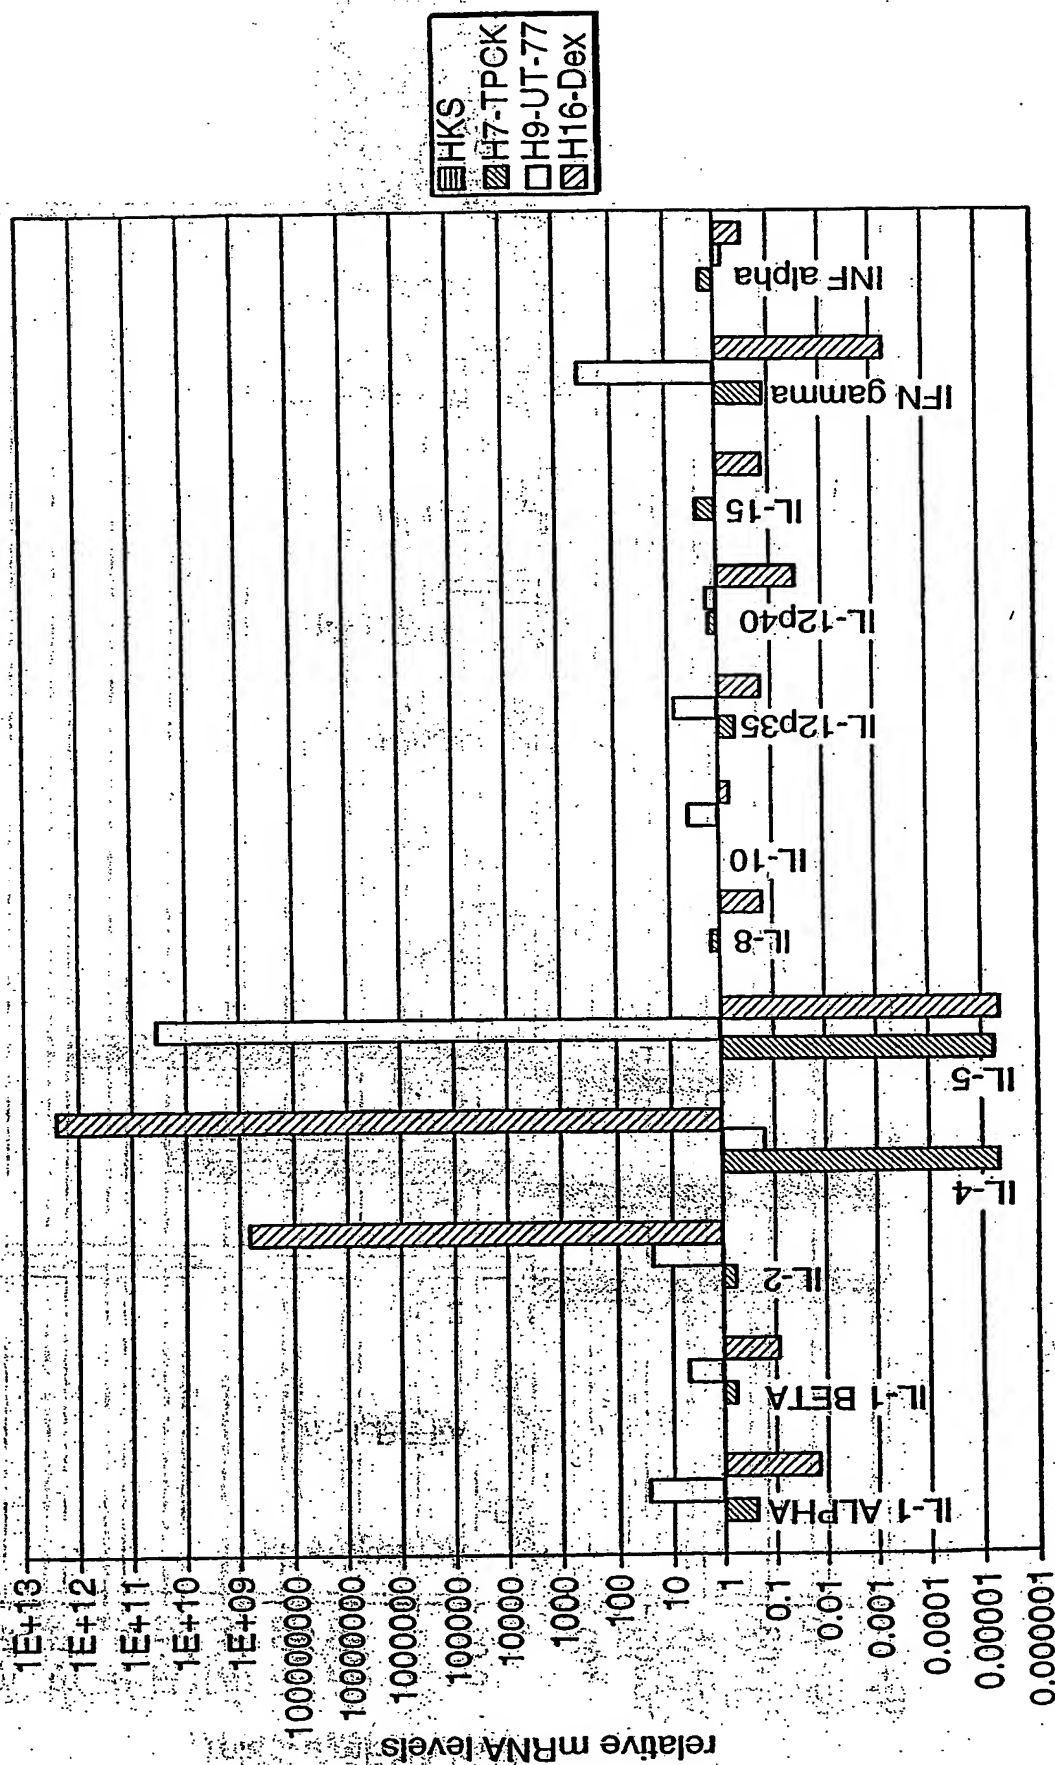 HKS
H7-TPCK
H9-UT-77
H16-Dex
1E+13
1E+12
1E+11
1E+10
1E+09
100000000
10000000
1000000
100000
10000
1000
100
10
1
0.1
0.01
0.001
0.0001
0.00001
0.000001
relative mRNA levels
IL-1 ALPHA
IL-1 BETA
IL-2
IL-4
IL-5
IL-8
IL-10
IL-12p35
IL-12p40
IL-15
IFN gamma
INF alpha